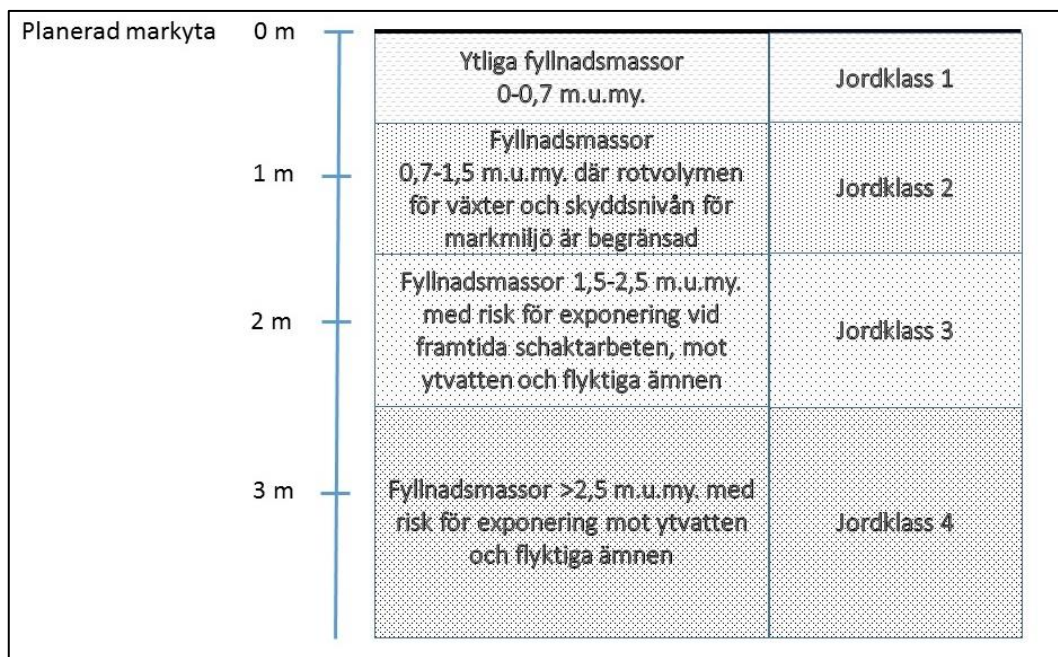 Planerad markyta
0 m
Ytliga fyllnadsmassor
0-0,7 m.u.my.
Jordklass 1
1 m
Fyllnadsmassor
0,7-1,5 m.u.my. där rotvolymen
för växter och skyddsnivån för
markmiljö är begränsad
Jordklass 2
2 m
Fyllnadsmassor 1,5-2,5 m.u.my.
med risk för exponering vid
framtida schaktarbeten, mot
ytvatten och flyktiga ämnen
Jordklass 3
3 m
Fyllnadsmassor >2,5 m.u.my. med
risk för exponering mot ytvatten
och flyktiga ämnen
Jordklass 4